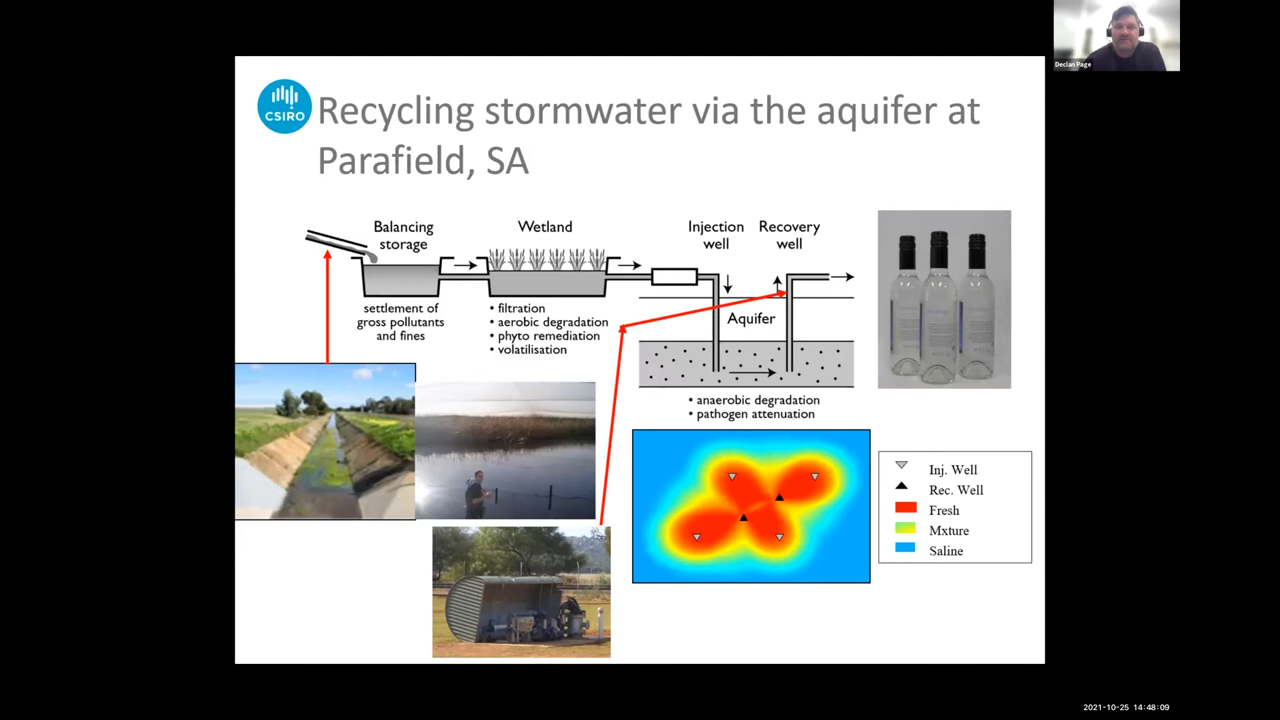 Declan Page
CSIRO
Recycling stormwater via the aquifer at
Parafield, SA
Balancing
storage
Wetland
Injection
well
Recovery
well
settlement of
gross pollutants
and fines
• filtration
• aerobic degradation
• phyto remediation
• volatilisation
Aquifer
• anaerobic degradation
• pathogen attenuation
Inj. Well
Rec. Well
Fresh
Mxture
Saline
2021-10-25 14:48:09